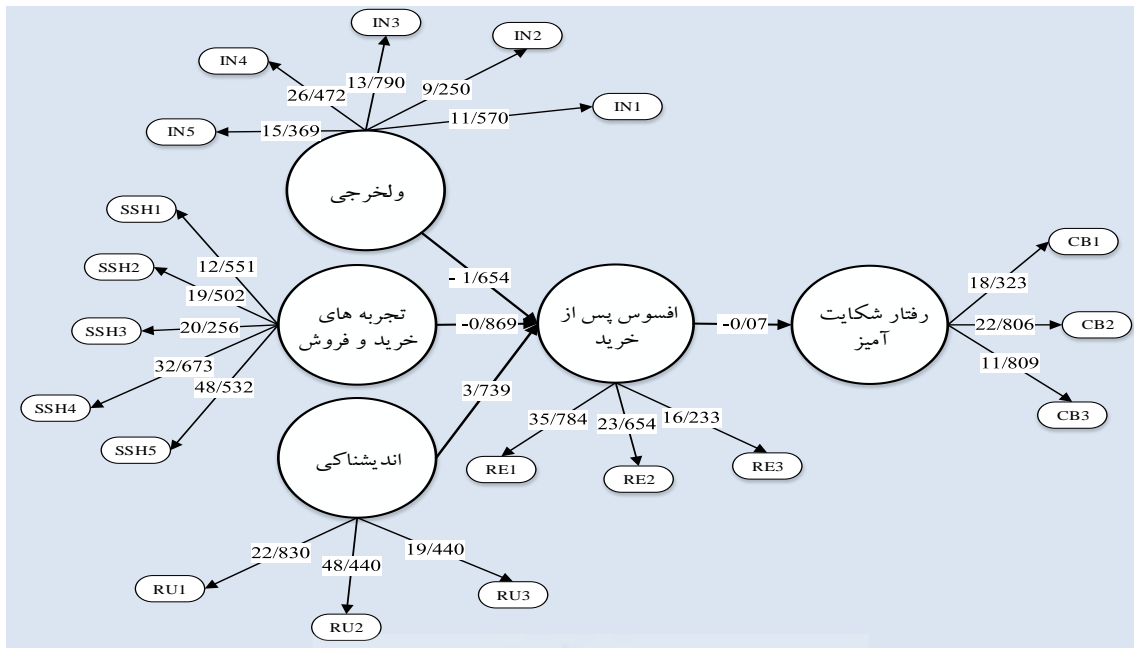 IN3
IN2
IN4
13/790
9/250
26/472
IN1
11/570
IN5
15/369
ولخرجی
SSH1
SSH2
12/551
19/502
SSH3
20/256
32/673
48/532
SSH4
SSH5
تجربه های
خرید و فروش
- 1/654
-0/869
3/739
افسوس پس از
خرید
-0/07
رفتار شکایت
آمیز
CB1
18/323
22/806
CB2
11/809
CB3
35/784
23/654
16/233
RE1
RE2
RE3
اندیشناکی
22/830
48/440
19/440
RU1
RU2
RU3